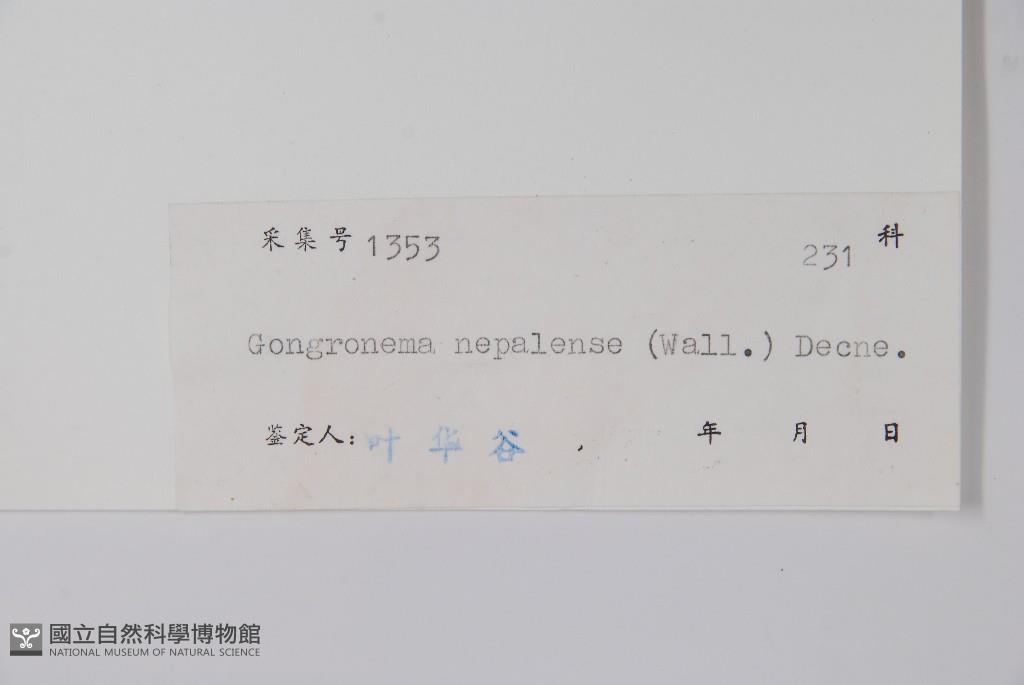 采集号 1353 231 科
Gongronema nepalense (Wall.) Decne.
鉴定人: 叶华谷 , 年 月 日
國立自然科學博物館
NATIONAL MUSEUM OF NATURAL SCIENCE